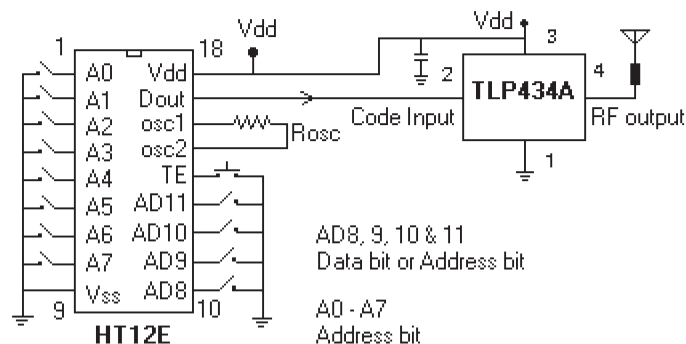 1
18
Vdd
Vdd
3
A0
Vdd
2
TLP434A
4
A1
Dout
Code Input
RF output
A2
osc1
Rosc
A3
osc2
1
A4
TE
A5
AD11
A6
AD10
A7
AD9
Vss
AD8
9
10
HT12E
AD8, 9, 10 & 11
Data bit or Address bit
A0 - A7
Address bit